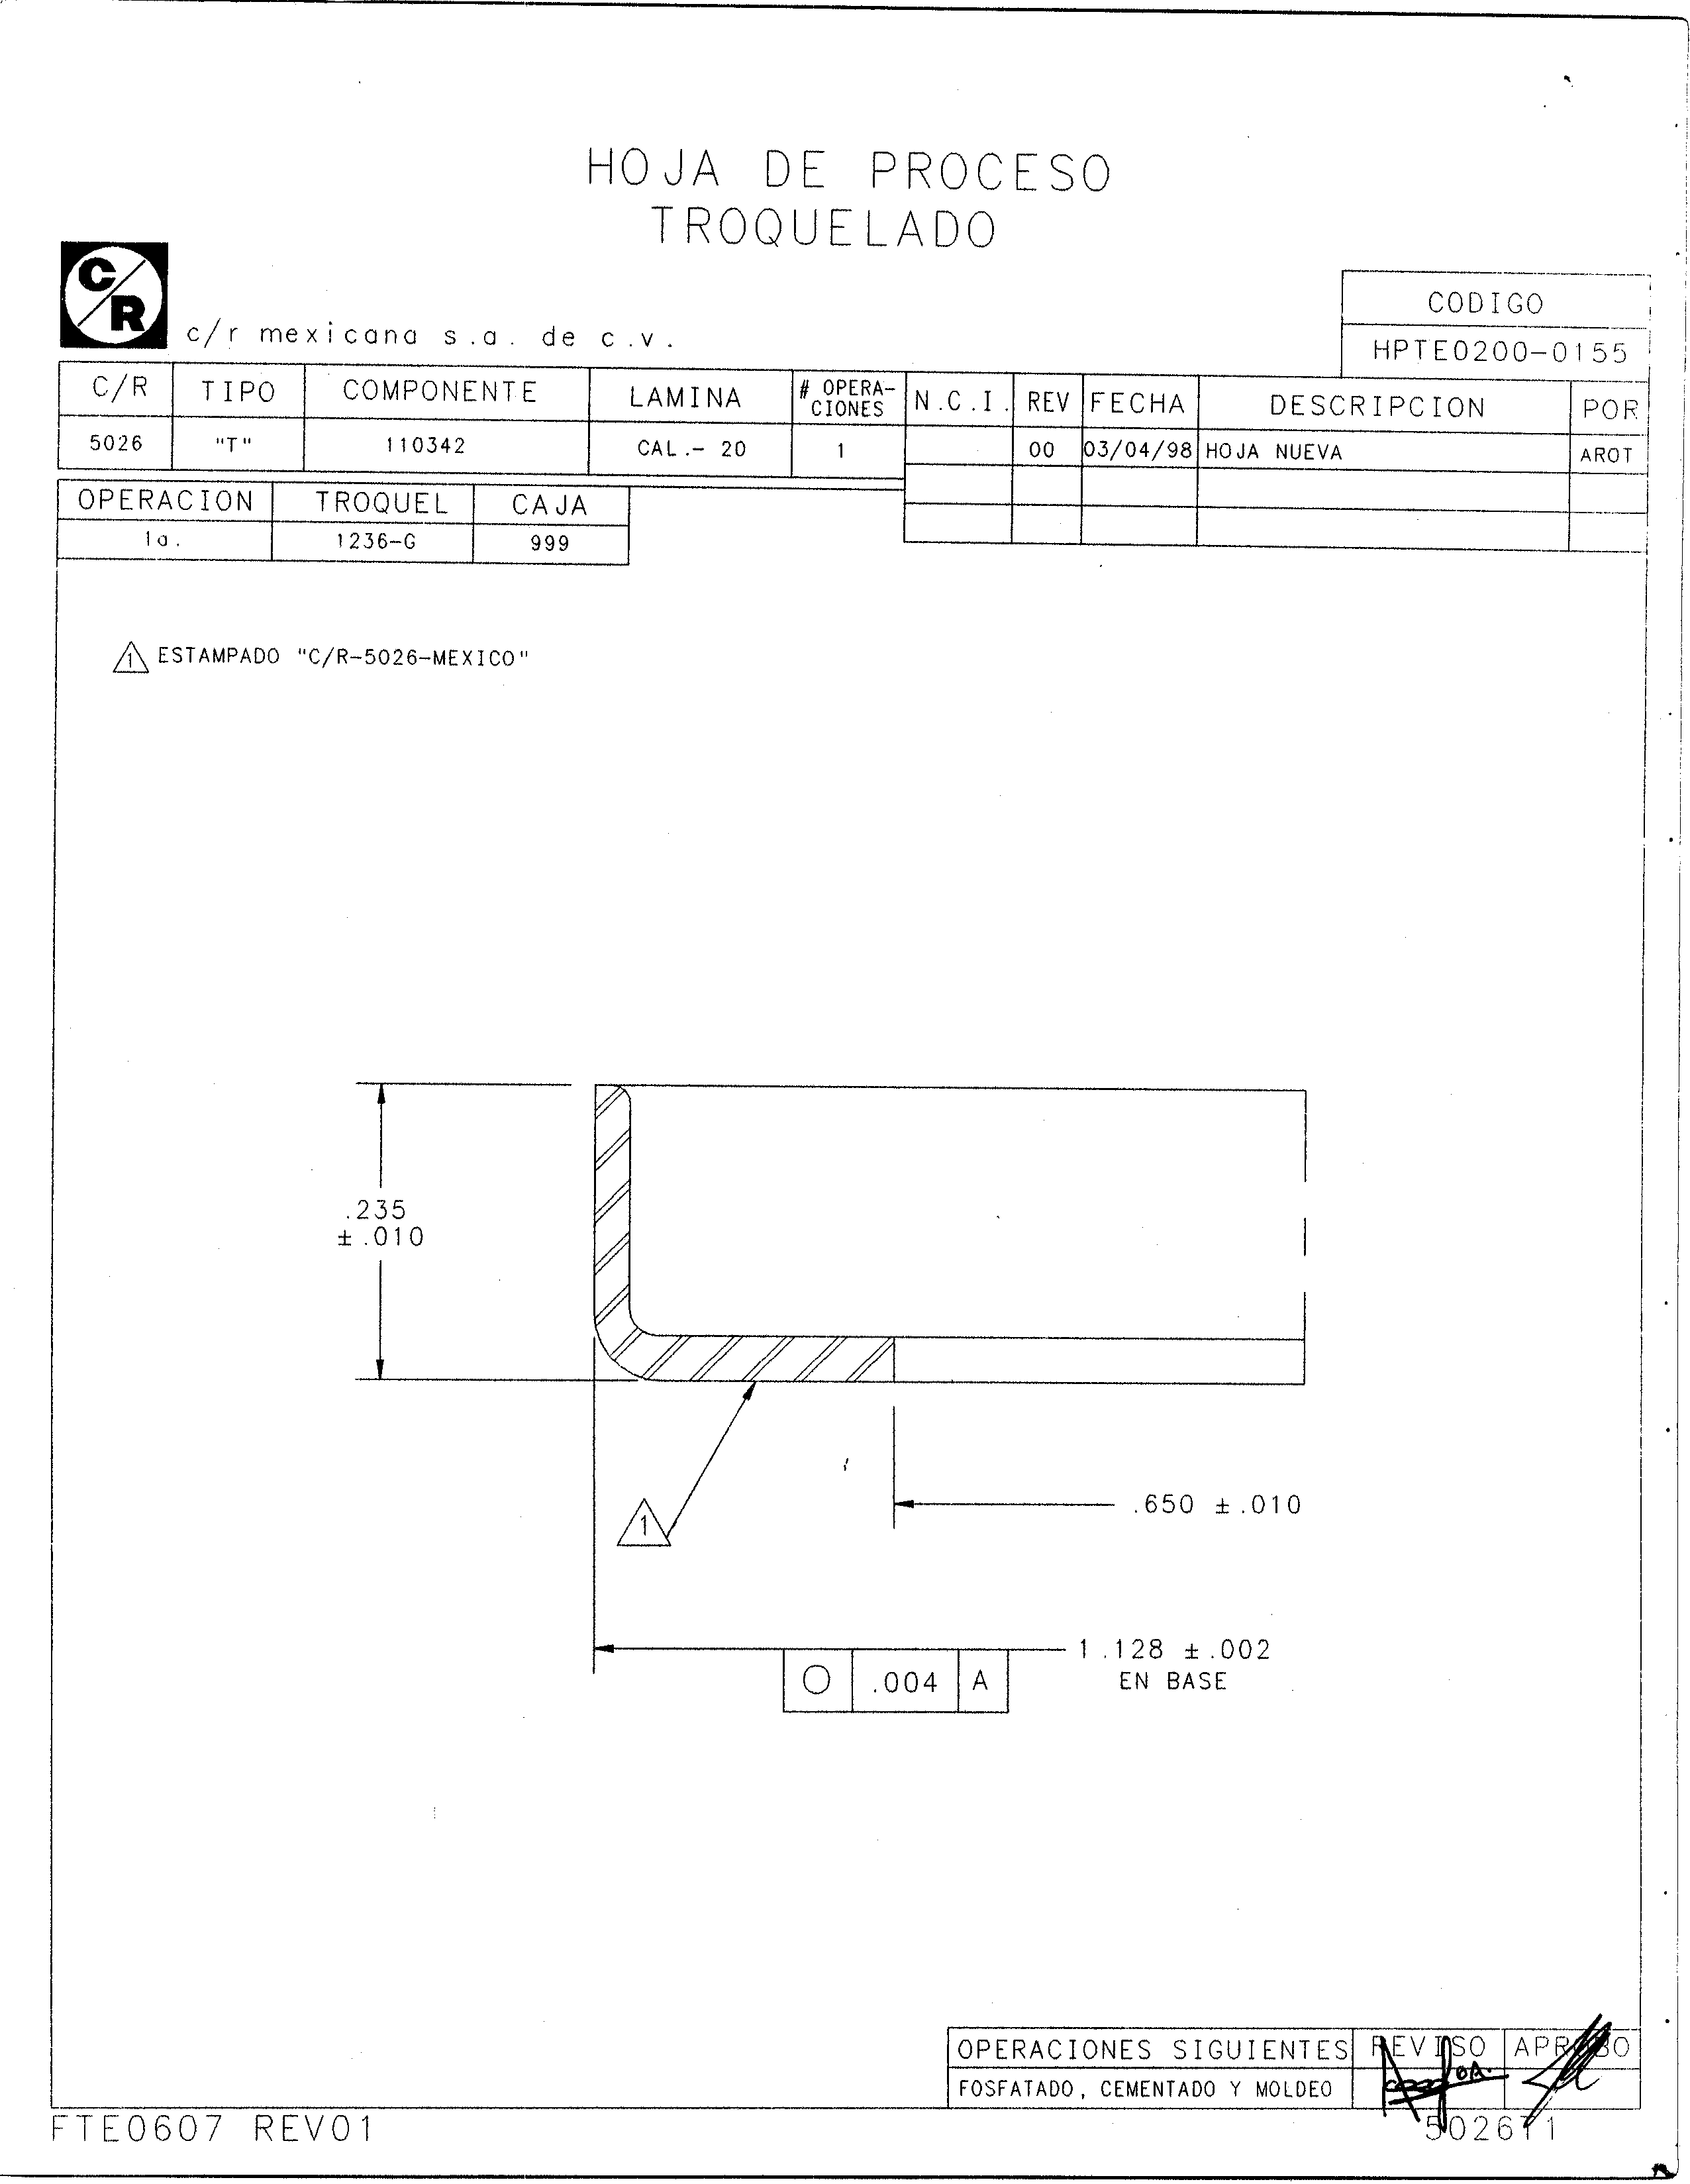 HOJA DE PROCESO
TROQUELADO
C/R
c/r mexicana s.a. de c.v.
CODIGO
HPTE0200-0155
C/R TIPO COMPONENTE LAMINA # OPERA-CIONES N.C.I. REV FECHA DESCRIPCION POR
5026 "T" 110342 CAL.- 20 1 00 03/04/98 HOJA NUEVA AROT
OPERACION TROQUEL CAJA
1a. 1236-G 999
1 ESTAMPADO "C/R-5026-MEXICO"
.235
±.010
.650 ±.010
1
1.128 ±.002
EN BASE
.004 A
OPERACIONES SIGUIENTES REVISO APROBO
FOSFATADO, CEMENTADO Y MOLDEO
FTE0607 REV01
5026T1